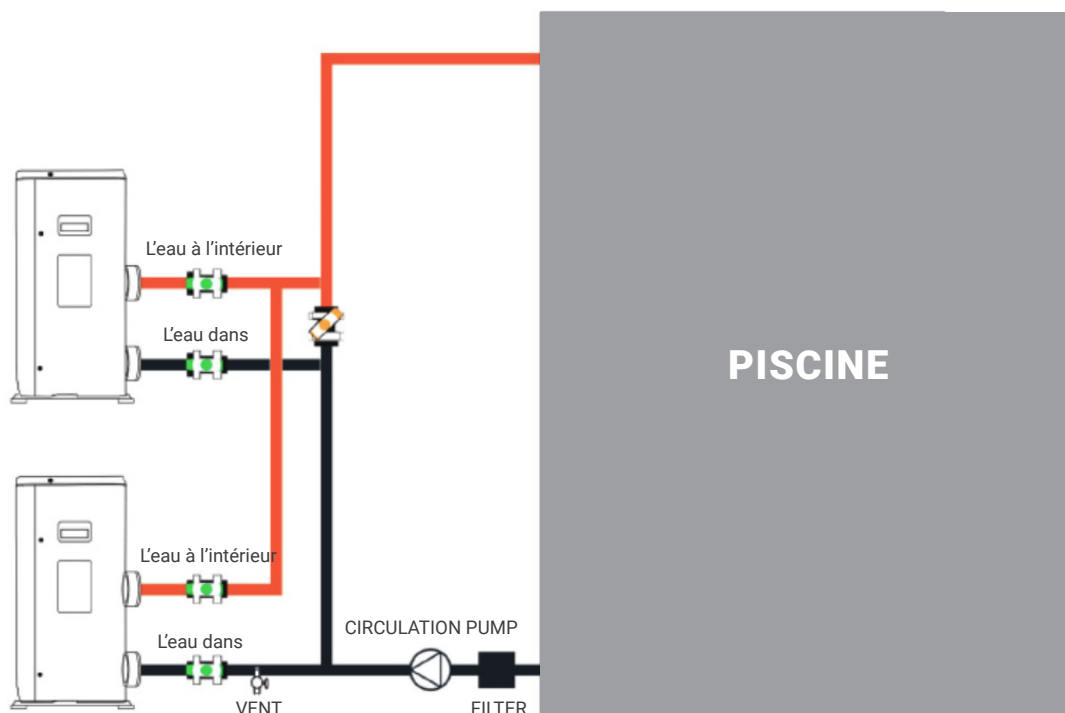 L'eau à l'intérieur
L'eau dans
PISCINE
L'eau à l'intérieur
L'eau dans
CIRCULATION PUMP
VENT
FILTER